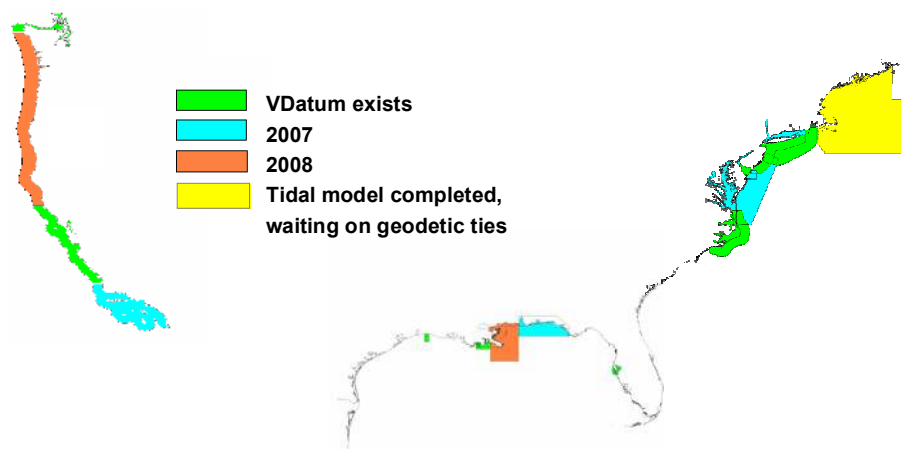 VDatum exists
2007
2008
Tidal model completed,
waiting on geodetic ties